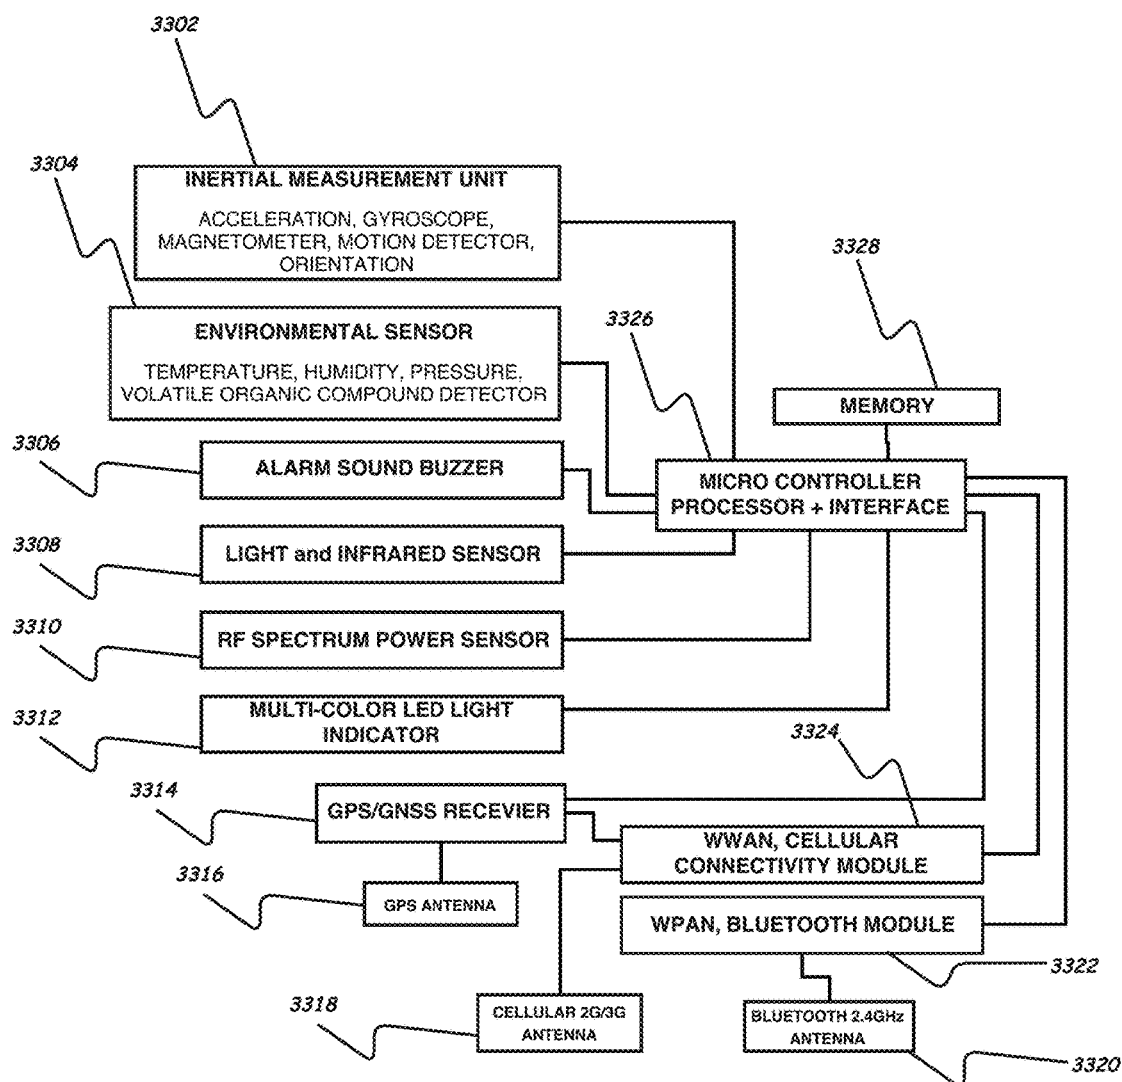 3302
3304
INERTIAL MEASUREMENT UNIT
ACCELERATION, GYROSCOPE,
MAGNETOMETER, MOTION DETECTOR,
ORIENTATION
3328
3326
ENVIRONMENTAL SENSOR
TEMPERATURE, HUMIDITY, PRESSURE,
VOLATILE ORGANIC COMPOUND DETECTOR
MEMORY
3306
ALARM SOUND BUZZER
MICRO CONTROLLER
PROCESSOR + INTERFACE
3308
LIGHT and INFRARED SENSOR
3310
RF SPECTRUM POWER SENSOR
3312
MULTI-COLOR LED LIGHT
INDICATOR
3324
3314
GPS/GNSS RECEVIER
WWAN, CELLULAR
CONNECTIVITY MODULE
3316
GPS ANTENNA
WPAN, BLUETOOTH MODULE
3322
3318
CELLULAR 2G/3G
ANTENNA
BLUETOOTH 2.4GHz
ANTENNA
3320